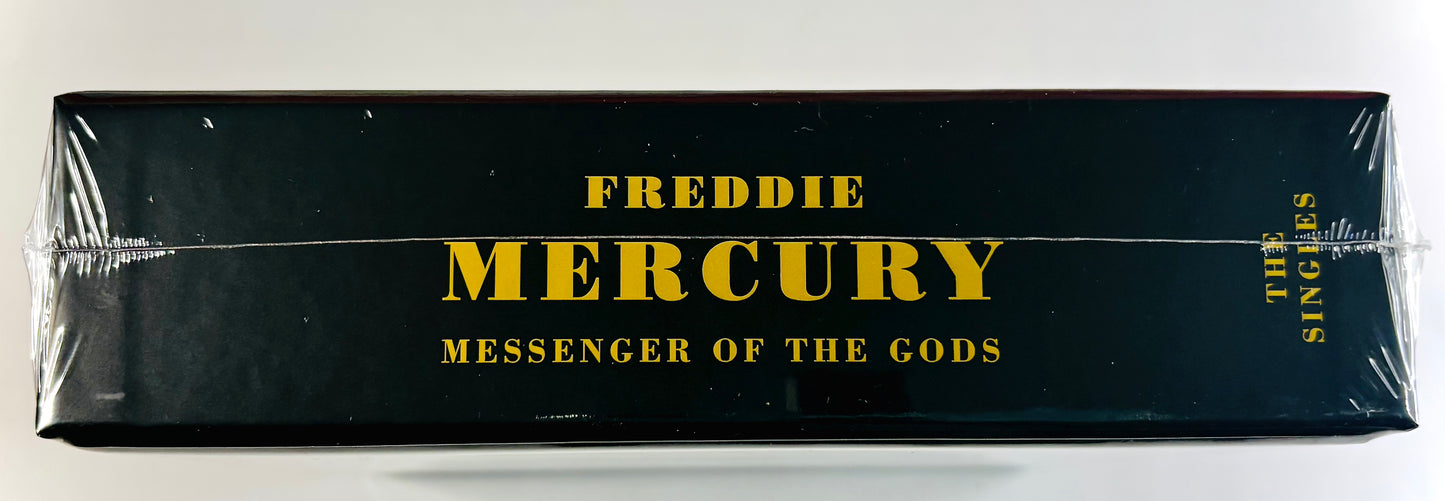 FREDDIE
MERCURY
MESSENGER OF THE GODS
THE
SINGLES